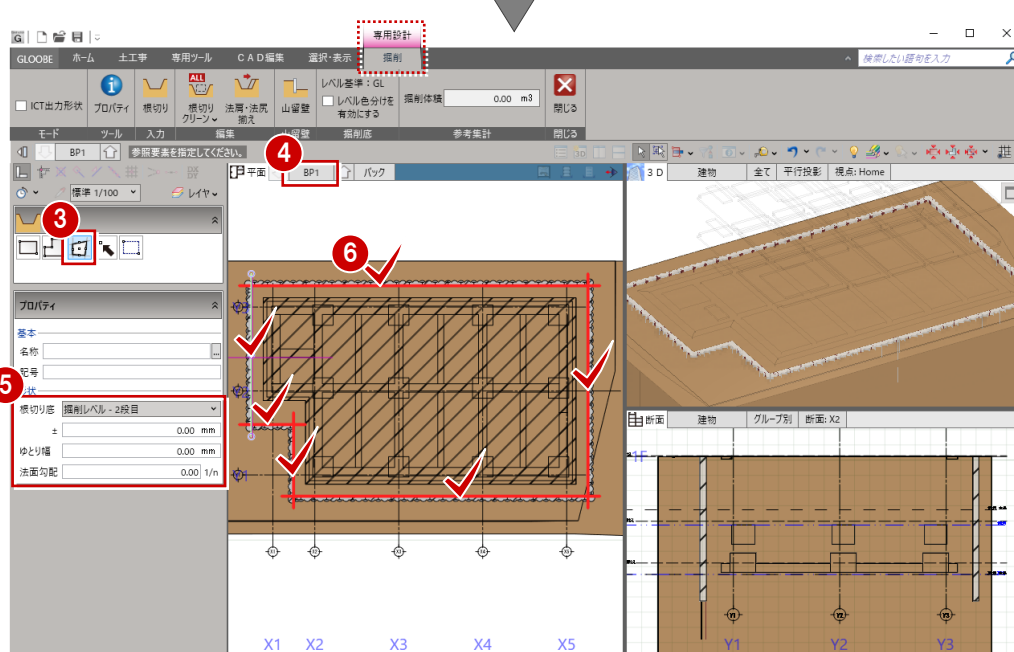 専用設計
GLOOBE ホーム 土工事 専用ツール CAD編集 選択・表示 掘削
検索したい語句を入力
ICT出力形状
プロパティ
根切り
ALL
根切り
クリーン
法肩・法尻
揃え
山留壁
レベル基準：GL
レベル色分けを
有効にする
掘削体積 0.00 m3
閉じる
モード ツール 入力 編集 山留壁 掘削底 参考集計 閉じる
BP1 参照要素を指定してください。
4
平面 BP1 バック
3D 建物 全て 平行投影 視点: Home
標準 1/100 レイヤ
3
6
プロパティ
基本
名称
記号
5
根切り底 掘削レベル - 2段目
± 0.00 mm
ゆとり幅 0.00 mm
法面勾配 0.00 1/n
断面 建物 グループ別 断面: X2
1F
X1 X2 X3 X4 X5
Y1 Y2 Y3
X1 X2 X3 X4 X5
Y1 Y2 Y3